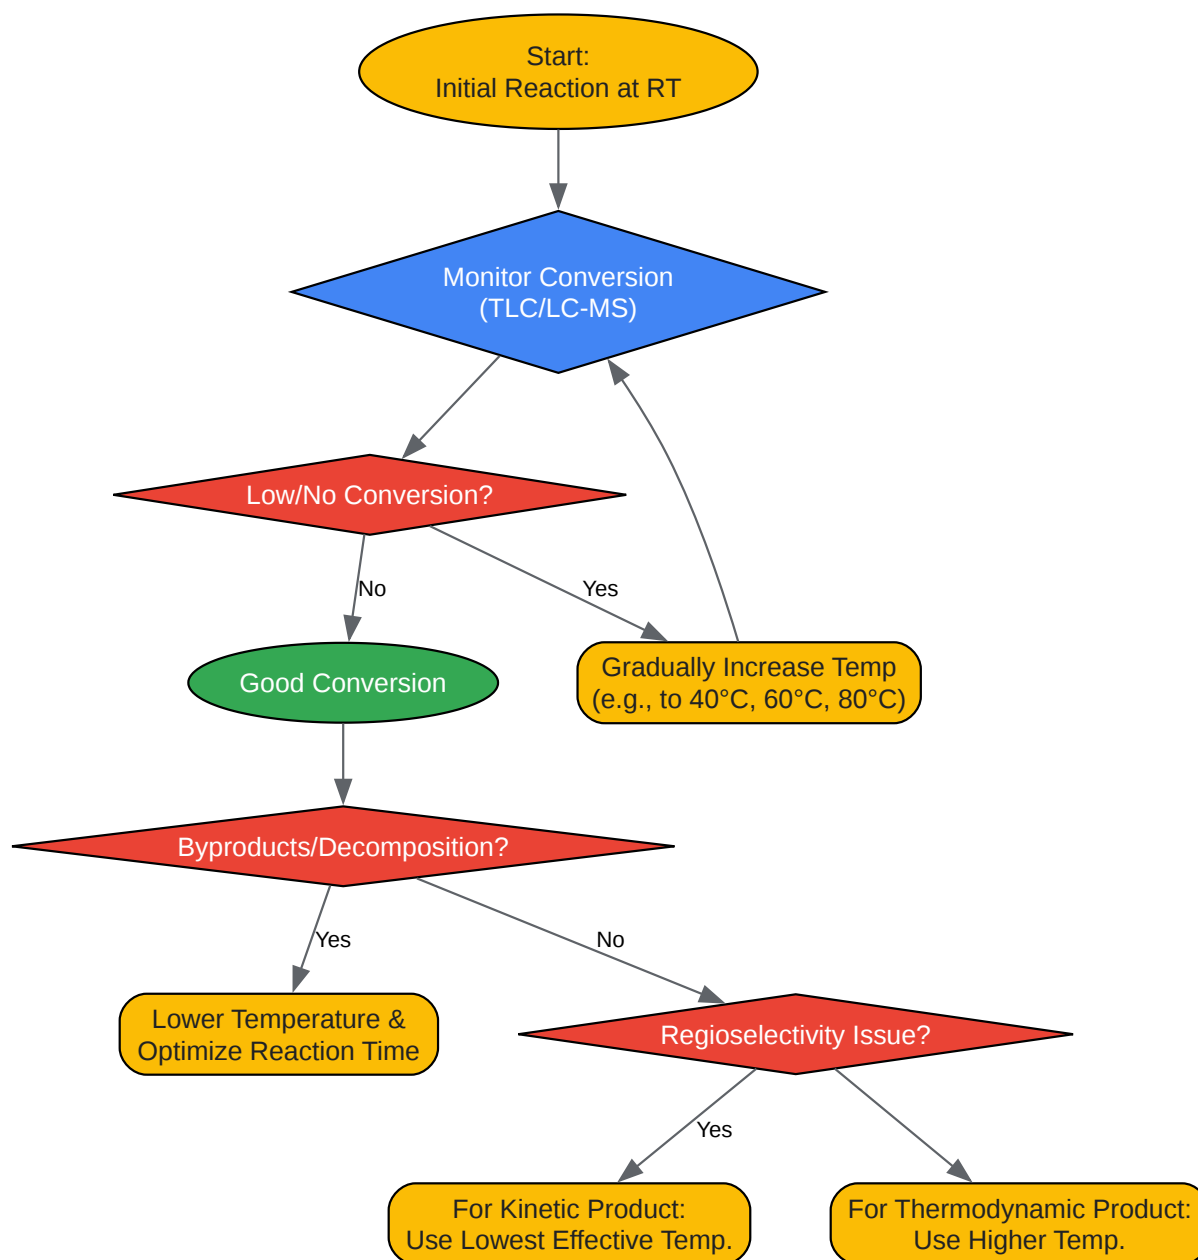 Start:
Initial Reaction at RT
Monitor Conversion
(TLC/LC-MS)
Low/No Conversion?
No
Yes
Good Conversion
Gradually Increase Temp
(e.g., to 40°C, 60°C, 80°C)
Byproducts/Decomposition?
Yes
No
Lower Temperature &
Optimize Reaction Time
Regioselectivity Issue?
Yes
For Kinetic Product:
Use Lowest Effective Temp.
For Thermodynamic Product:
Use Higher Temp.